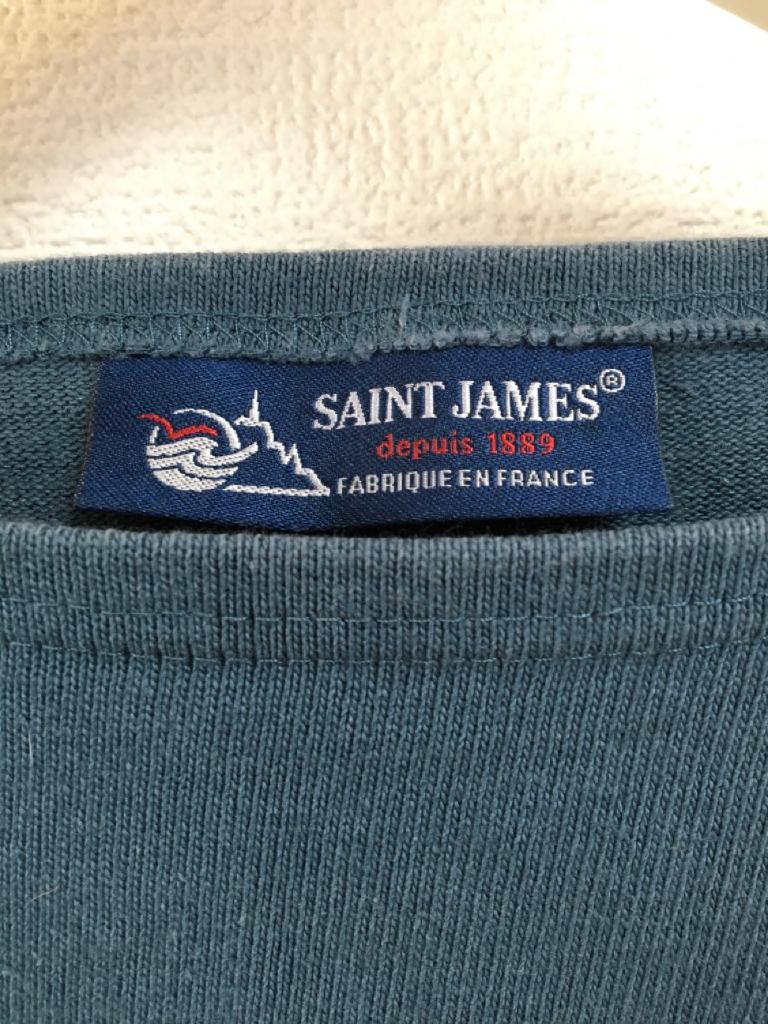 SAINT JAMES®
depuis 1889
FABRIQUE EN FRANCE